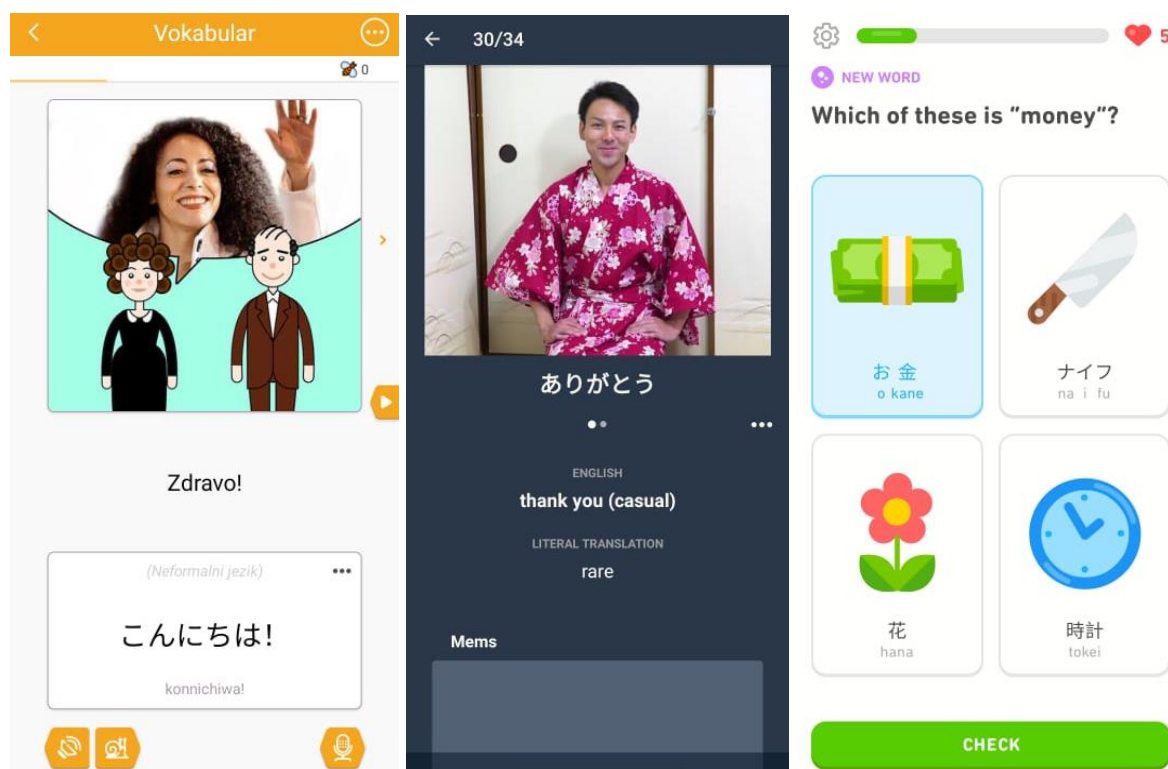 Vokabular
0
Zdravo!
(Neformalni jezik)
こんにちは!
konnichiwa!
30/34
ありがとう
ENGLISH
thank you (casual)
LITERAL TRANSLATION
rare
Mems
5
NEW WORD
Which of these is "money"?
お 金
o kane
ナイフ
na i fu
花
hana
時計
tokei
CHECK